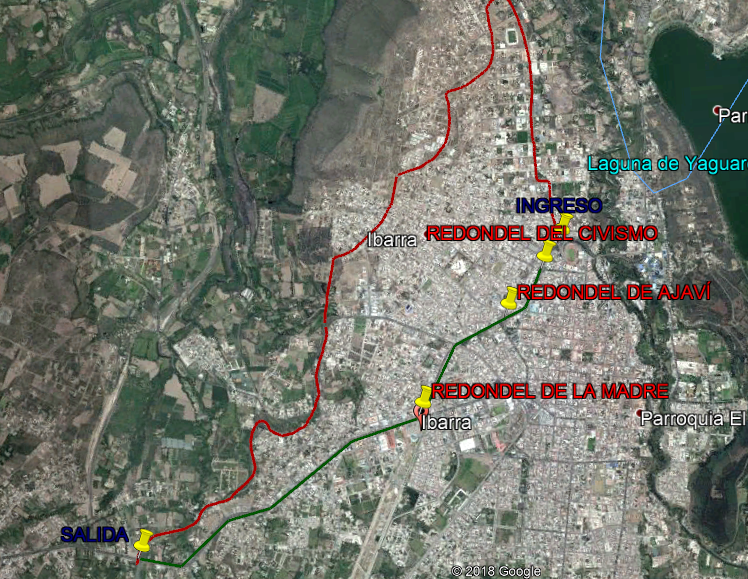 Par
Laguna de Yaguar
INGRESO
REDONDEL DEL CIVISMO
Ibarra
REDONDEL DE AJAVÍ
REDONDEL DE LA MADRE
Parroquia El
Ibarra
SALIDA
© 2018 Google